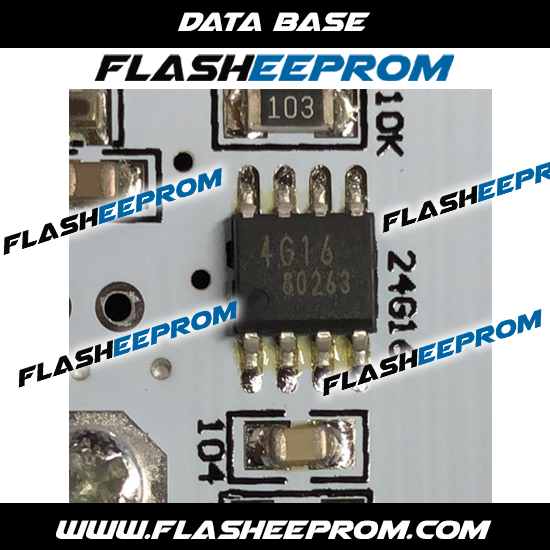 DATA BASE
FLASHEEPROM
103
10K
FLASHEEPROM
FLASHEEPROM
4G16
80263
24G16
FLASHEEPROM
FLASHEEPROM
104
WWW.FLASHEEPROM.COM